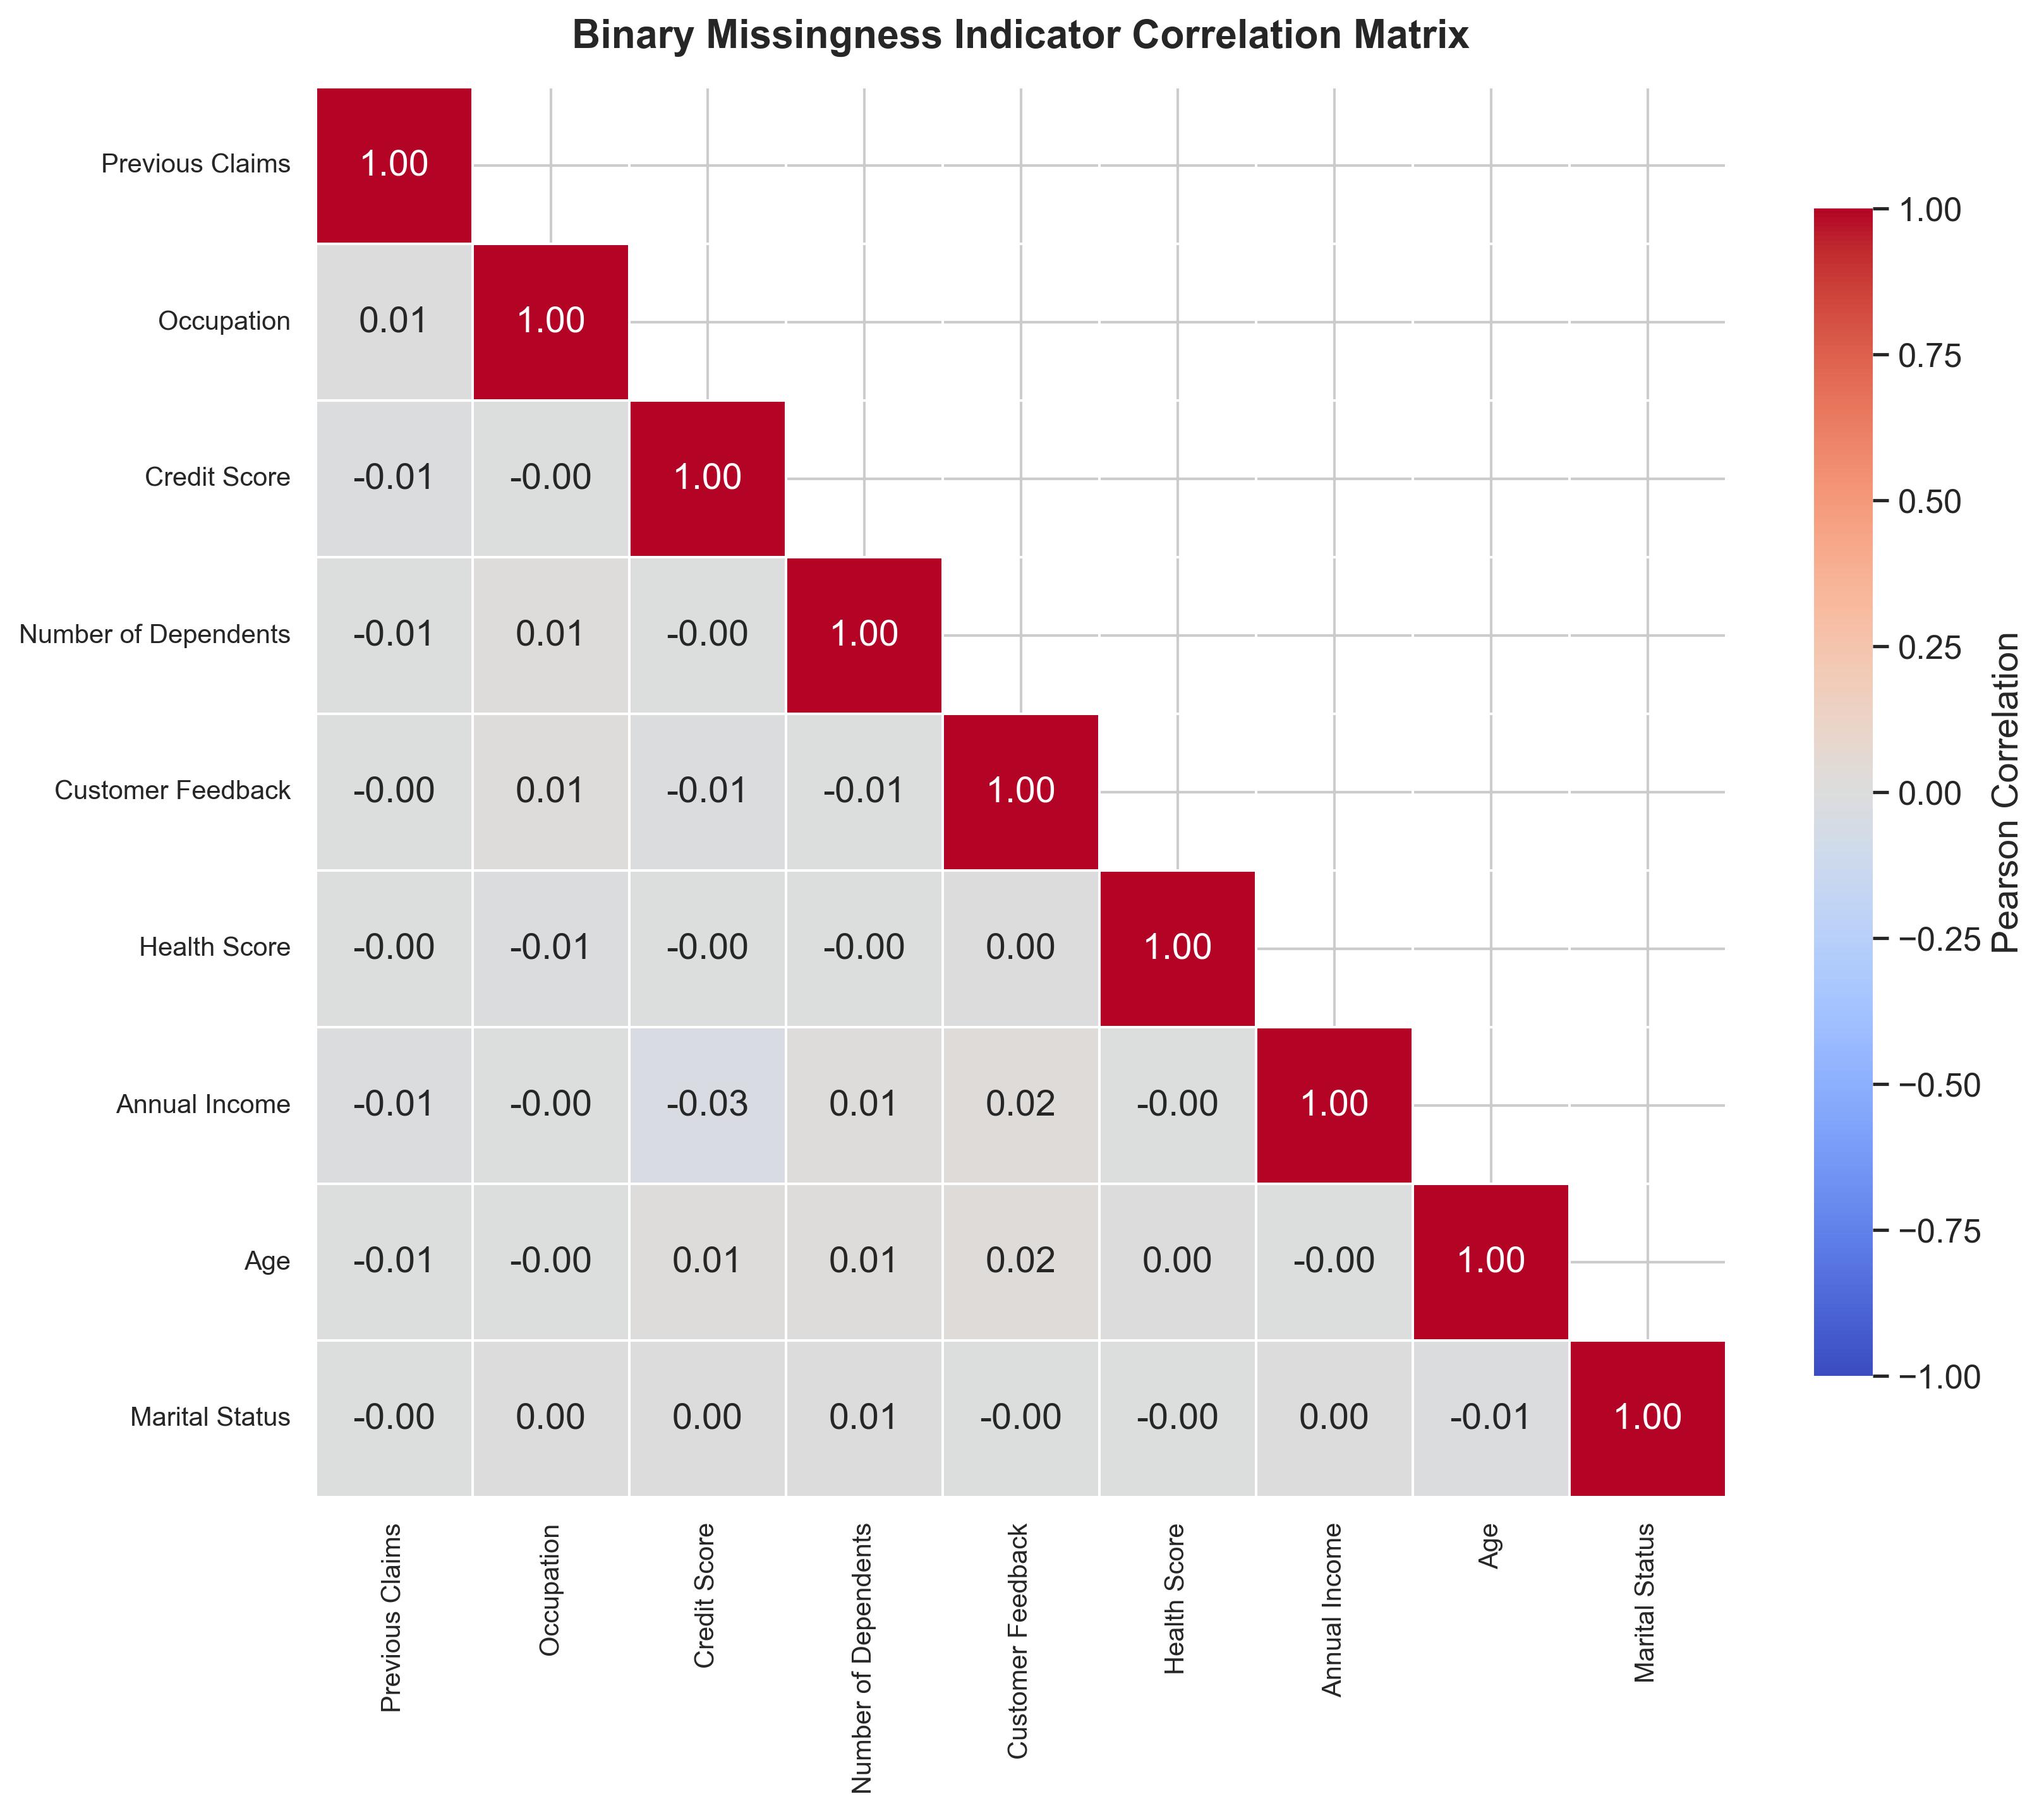 Binary Missingness Indicator Correlation Matrix
Previous Claims 1.00
Occupation 0.01 1.00
Credit Score -0.01 -0.00 1.00
Number of Dependents -0.01 0.01 -0.00 1.00
Customer Feedback -0.00 0.01 -0.01 -0.01 1.00
Health Score -0.00 -0.01 -0.00 -0.00 0.00 1.00
Annual Income -0.01 -0.00 -0.03 0.01 0.02 -0.00 1.00
Age -0.01 -0.00 0.01 0.01 0.02 0.00 -0.00 1.00
Marital Status -0.00 0.00 0.00 0.01 -0.00 -0.00 0.00 -0.01 1.00
Previous Claims
Occupation
Credit Score
Number of Dependents
Customer Feedback
Health Score
Annual Income
Age
Marital Status
1.00
0.75
0.50
0.25
0.00
−0.25
−0.50
−0.75
−1.00
Pearson Correlation